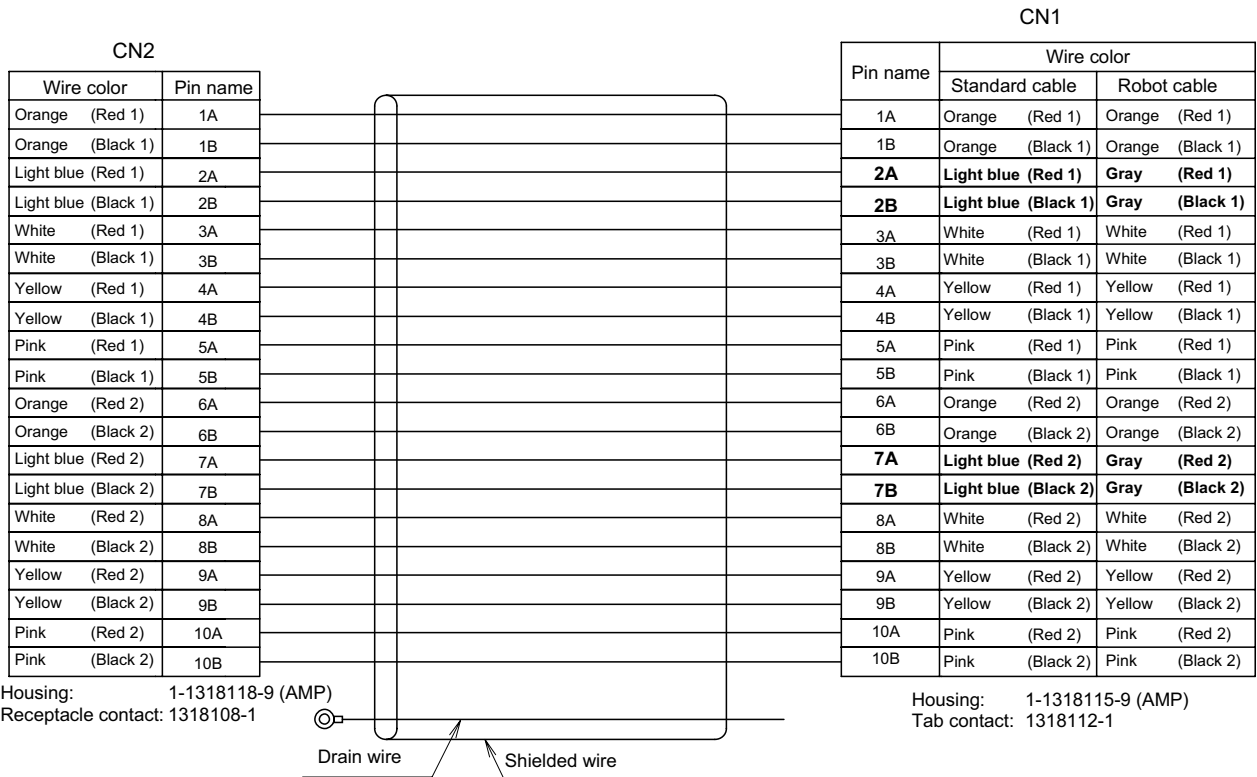 CN1
CN2
Wire color Pin name
Orange (Red 1) 1A
Orange (Black 1) 1B
Light blue (Red 1) 2A
Light blue (Black 1) 2B
White (Red 1) 3A
White (Black 1) 3B
Yellow (Red 1) 4A
Yellow (Black 1) 4B
Pink (Red 1) 5A
Pink (Black 1) 5B
Orange (Red 2) 6A
Orange (Black 2) 6B
Light blue (Red 2) 7A
Light blue (Black 2) 7B
White (Red 2) 8A
White (Black 2) 8B
Yellow (Red 2) 9A
Yellow (Black 2) 9B
Pink (Red 2) 10A
Pink (Black 2) 10B
Housing: 1-1318118-9 (AMP)
Receptacle contact: 1318108-1
Pin name Wire color
Standard cable Robot cable
1A Orange (Red 1) Orange (Red 1)
1B Orange (Black 1) Orange (Black 1)
2A Light blue (Red 1) Gray (Red 1)
2B Light blue (Black 1) Gray (Black 1)
3A White (Red 1) White (Red 1)
3B White (Black 1) White (Black 1)
4A Yellow (Red 1) Yellow (Red 1)
4B Yellow (Black 1) Yellow (Black 1)
5A Pink (Red 1) Pink (Red 1)
5B Pink (Black 1) Pink (Black 1)
6A Orange (Red 2) Orange (Red 2)
6B Orange (Black 2) Orange (Black 2)
7A Light blue (Red 2) Gray (Red 2)
7B Light blue (Black 2) Gray (Black 2)
8A White (Red 2) White (Red 2)
8B White (Black 2) White (Black 2)
9A Yellow (Red 2) Yellow (Red 2)
9B Yellow (Black 2) Yellow (Black 2)
10A Pink (Red 2) Pink (Red 2)
10B Pink (Black 2) Pink (Black 2)
Housing: 1-1318115-9 (AMP)
Tab contact: 1318112-1
Drain wire
Shielded wire